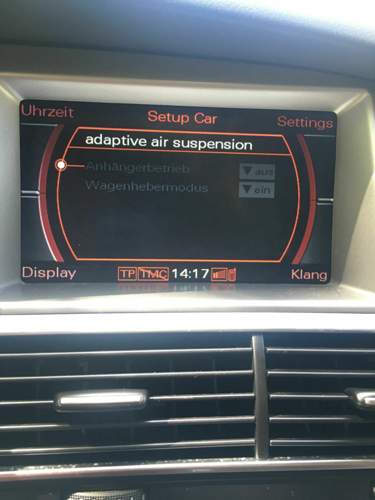 Uhrzeit Setup Car Settings
adaptive air suspension
Anhängerbetrieb ▼ aus
Wagenhebermodus ▼ ein
Display TP TMC 14:17 Klang